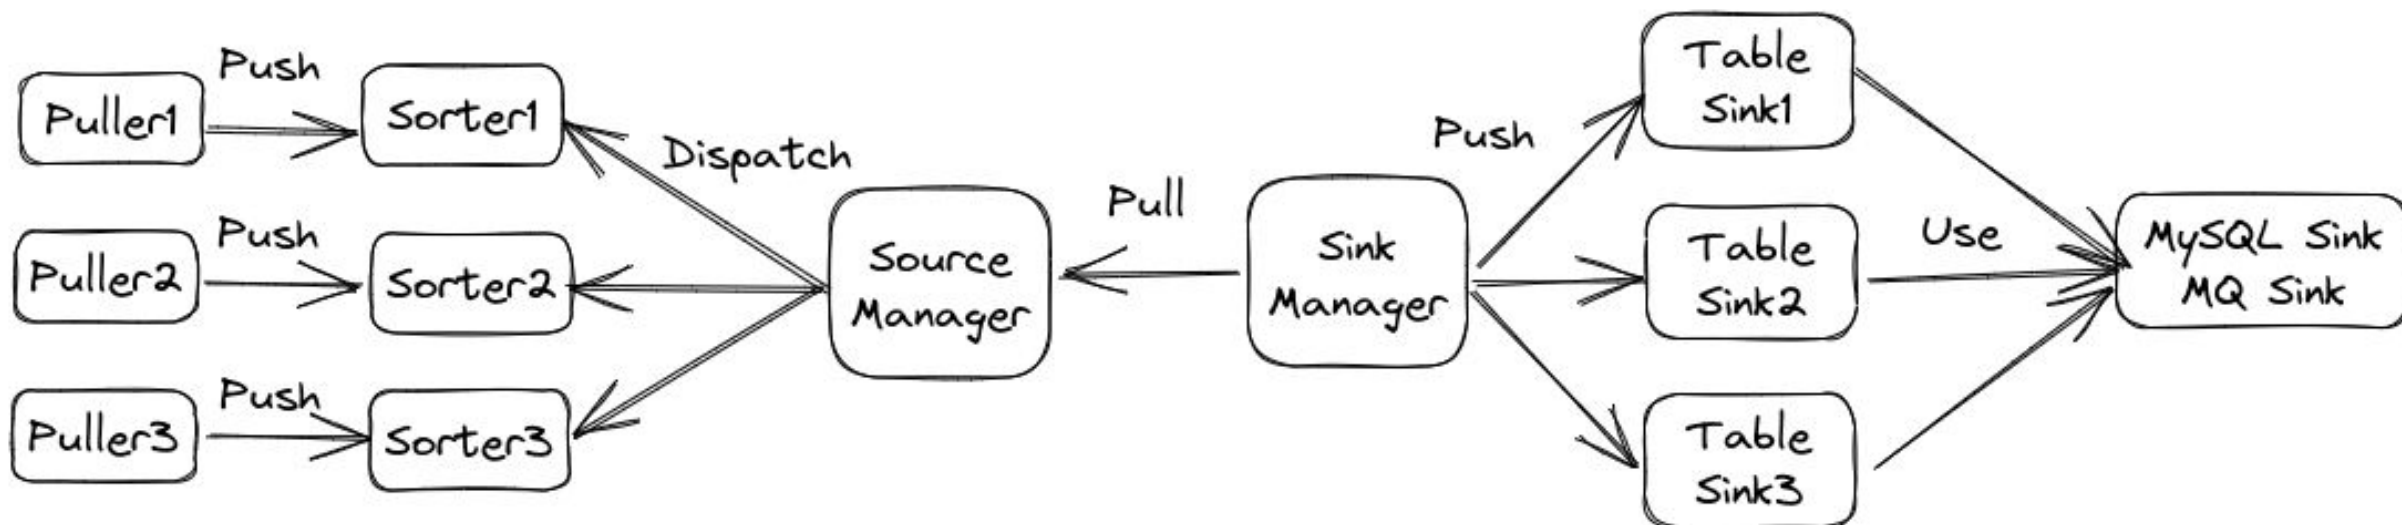 Puller1
Push
Sorter1
Puller2
Push
Sorter2
Puller3
Push
Sorter3
Dispatch
Source
Manager
Pull
Sink
Manager
Push
Table
Sink1
Table
Sink2
Table
Sink3
Use
MySQL Sink
MQ Sink